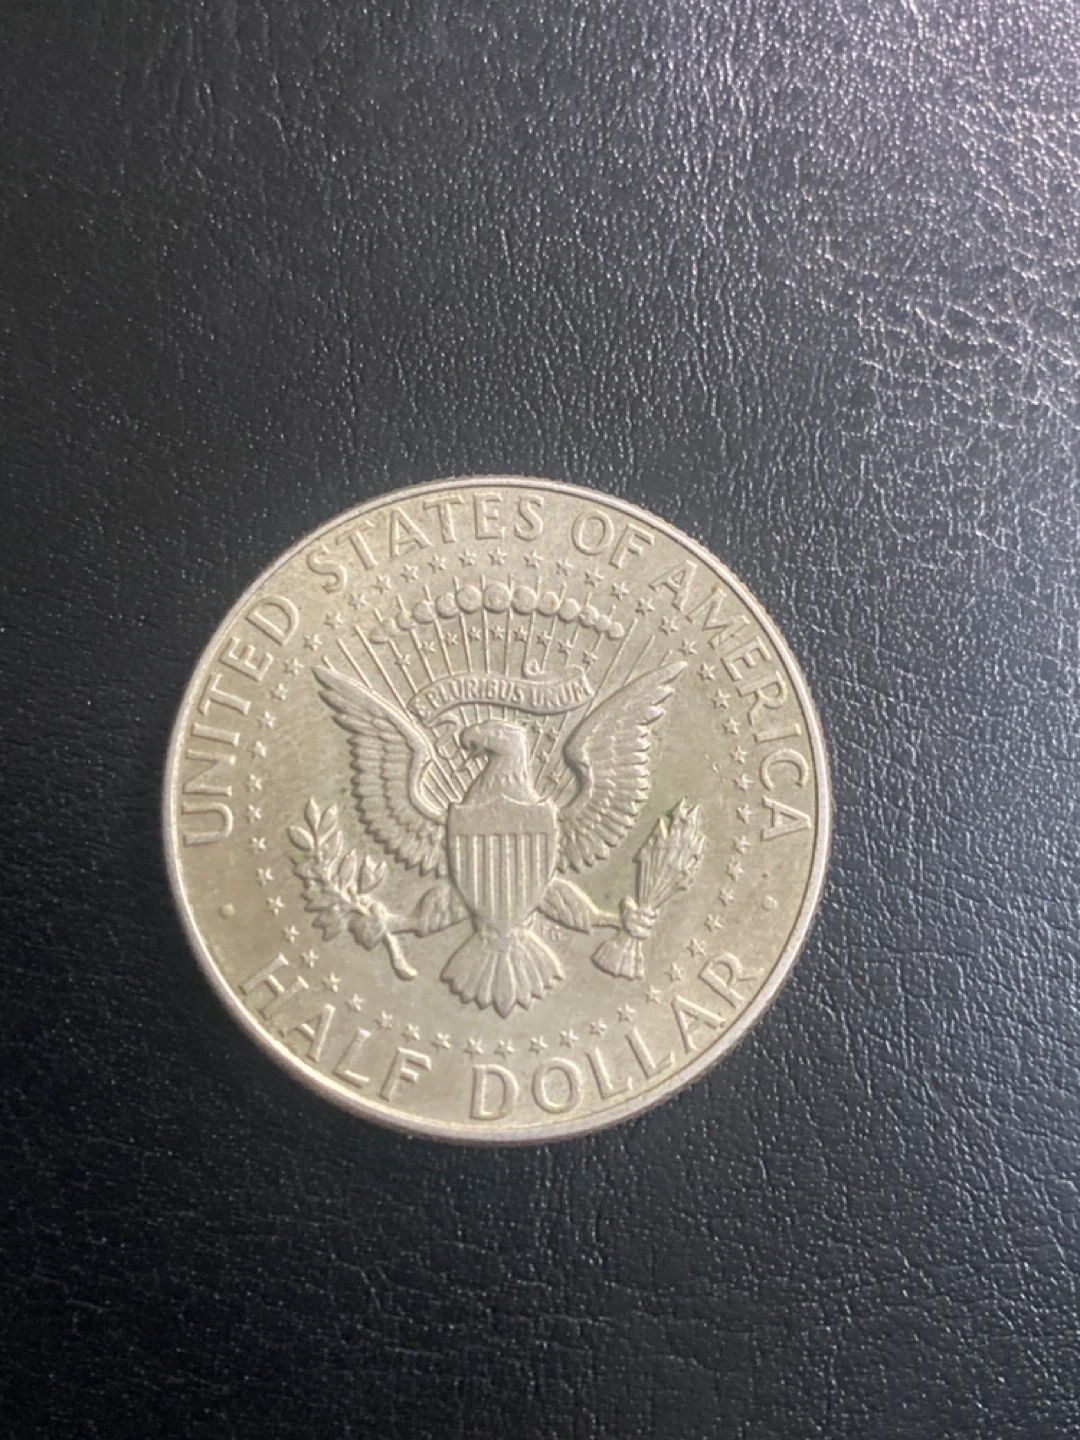 UNITED STATES OF AMERICA
E PLURIBUS UNUM
HALF DOLLAR